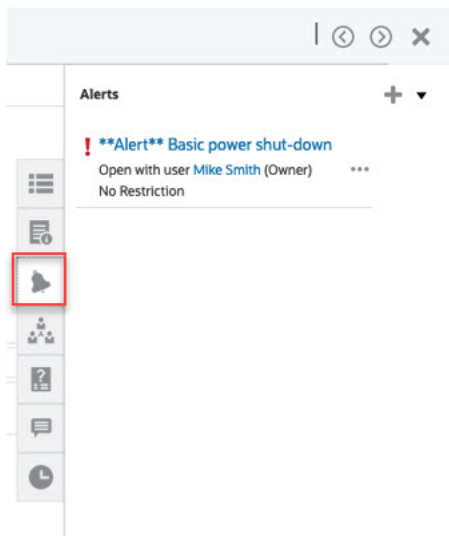 Alerts
**Alert** Basic power shut-down
Open with user Mike Smith (Owner)
No Restriction